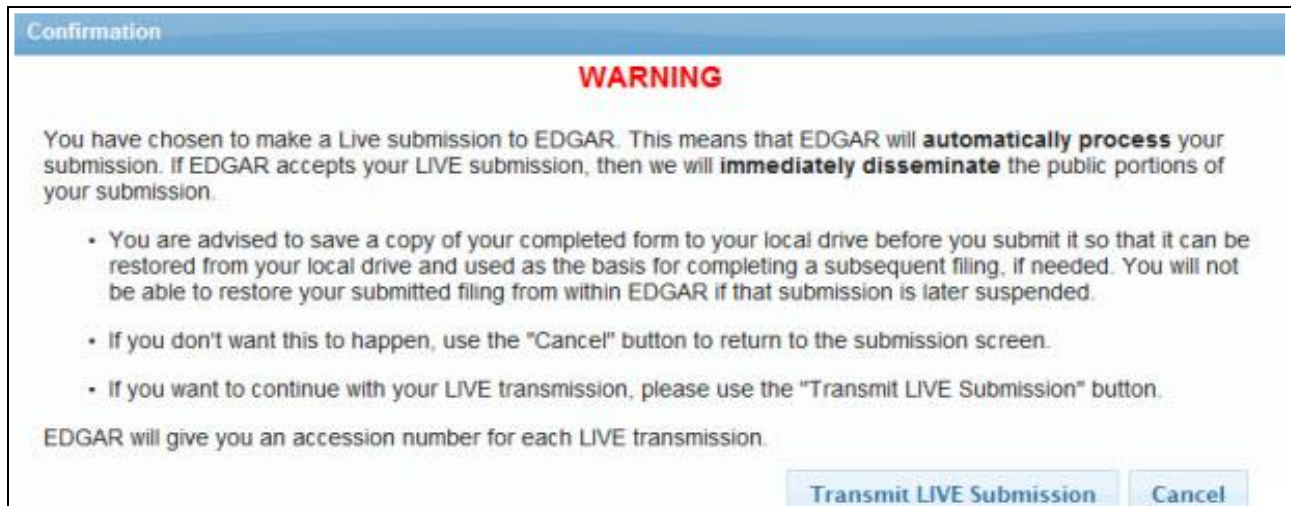 Confirmation
WARNING
You have chosen to make a Live submission to EDGAR. This means that EDGAR will automatically process your
submission. If EDGAR accepts your LIVE submission, then we will immediately disseminate the public portions of
your submission.
• You are advised to save a copy of your completed form to your local drive before you submit it so that it can be
restored from your local drive and used as the basis for completing a subsequent filing, if needed. You will not
be able to restore your submitted filing from within EDGAR if that submission is later suspended.
• If you don't want this to happen, use the "Cancel" button to return to the submission screen.
• If you want to continue with your LIVE transmission, please use the "Transmit LIVE Submission" button.
EDGAR will give you an accession number for each LIVE transmission.
Transmit LIVE Submission Cancel